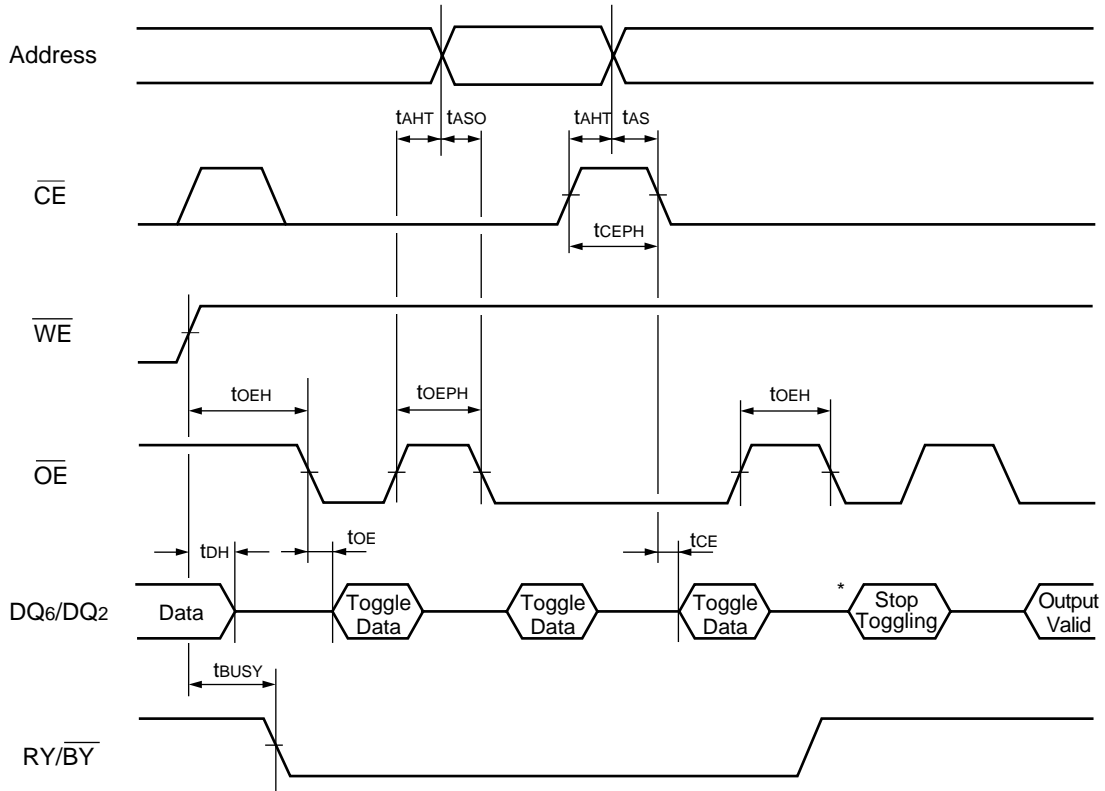 Address
tAHT tASO tAHT tAS
CE
tCEPH
WE
tOEH tOEPH tOEH
OE
tDH tOE tCE
DQ6/DQ2 Data Toggle Data Toggle Data Toggle Data * Stop Toggling Output Valid
tBUSY
RY/BY